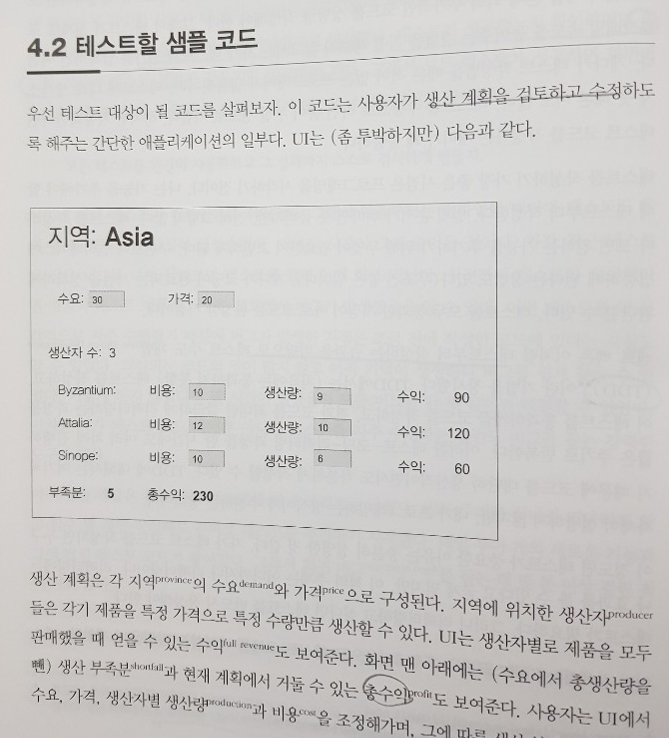 4.2 테스트할 샘플 코드
우선 테스트 대상이 될 코드를 살펴보자. 이 코드는 사용자가 생산 계획을 검토하고 수정하도
록 해주는 간단한 애플리케이션의 일부다. UI는 (좀 투박하지만) 다음과 같다.
지역: Asia
수요: 30 가격: 20
생산자 수: 3
Byzantium: 비용: 10 생산량: 9 수익: 90
Attalia: 비용: 12 생산량: 10 수익: 120
Sinope: 비용: 10 생산량: 6 수익: 60
부족분: 5 총수익: 230
생산 계획은 각 지역province의 수요demand와 가격price으로 구성된다. 지역에 위치한 생산자producer
들은 각기 제품을 특정 가격으로 특정 수량만큼 생산할 수 있다. UI는 생산자별로 제품을 모두
판매했을 때 얻을 수 있는 수익full revenue도 보여준다. 화면 맨 아래에는 (수요에서 총생산량을
뺀) 생산 부족분shortfall과 현재 계획에서 거둘 수 있는 총수익profit도 보여준다. 사용자는 UI에서
수요, 가격, 생산자별 생산량production과 비용cost을 조정해가며, 그에 따른